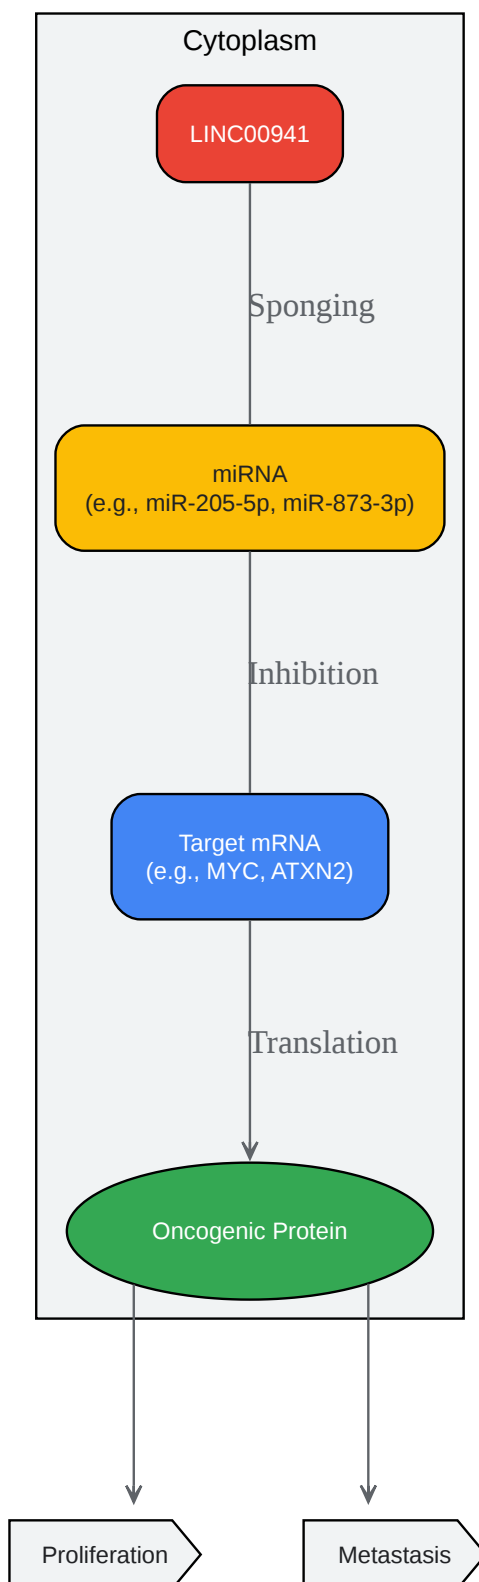 Cytoplasm
LINC00941
Sponging
miRNA
(e.g., miR-205-5p, miR-873-3p)
Inhibition
Target mRNA
(e.g., MYC, ATXN2)
Translation
Oncogenic Protein
Proliferation
Metastasis